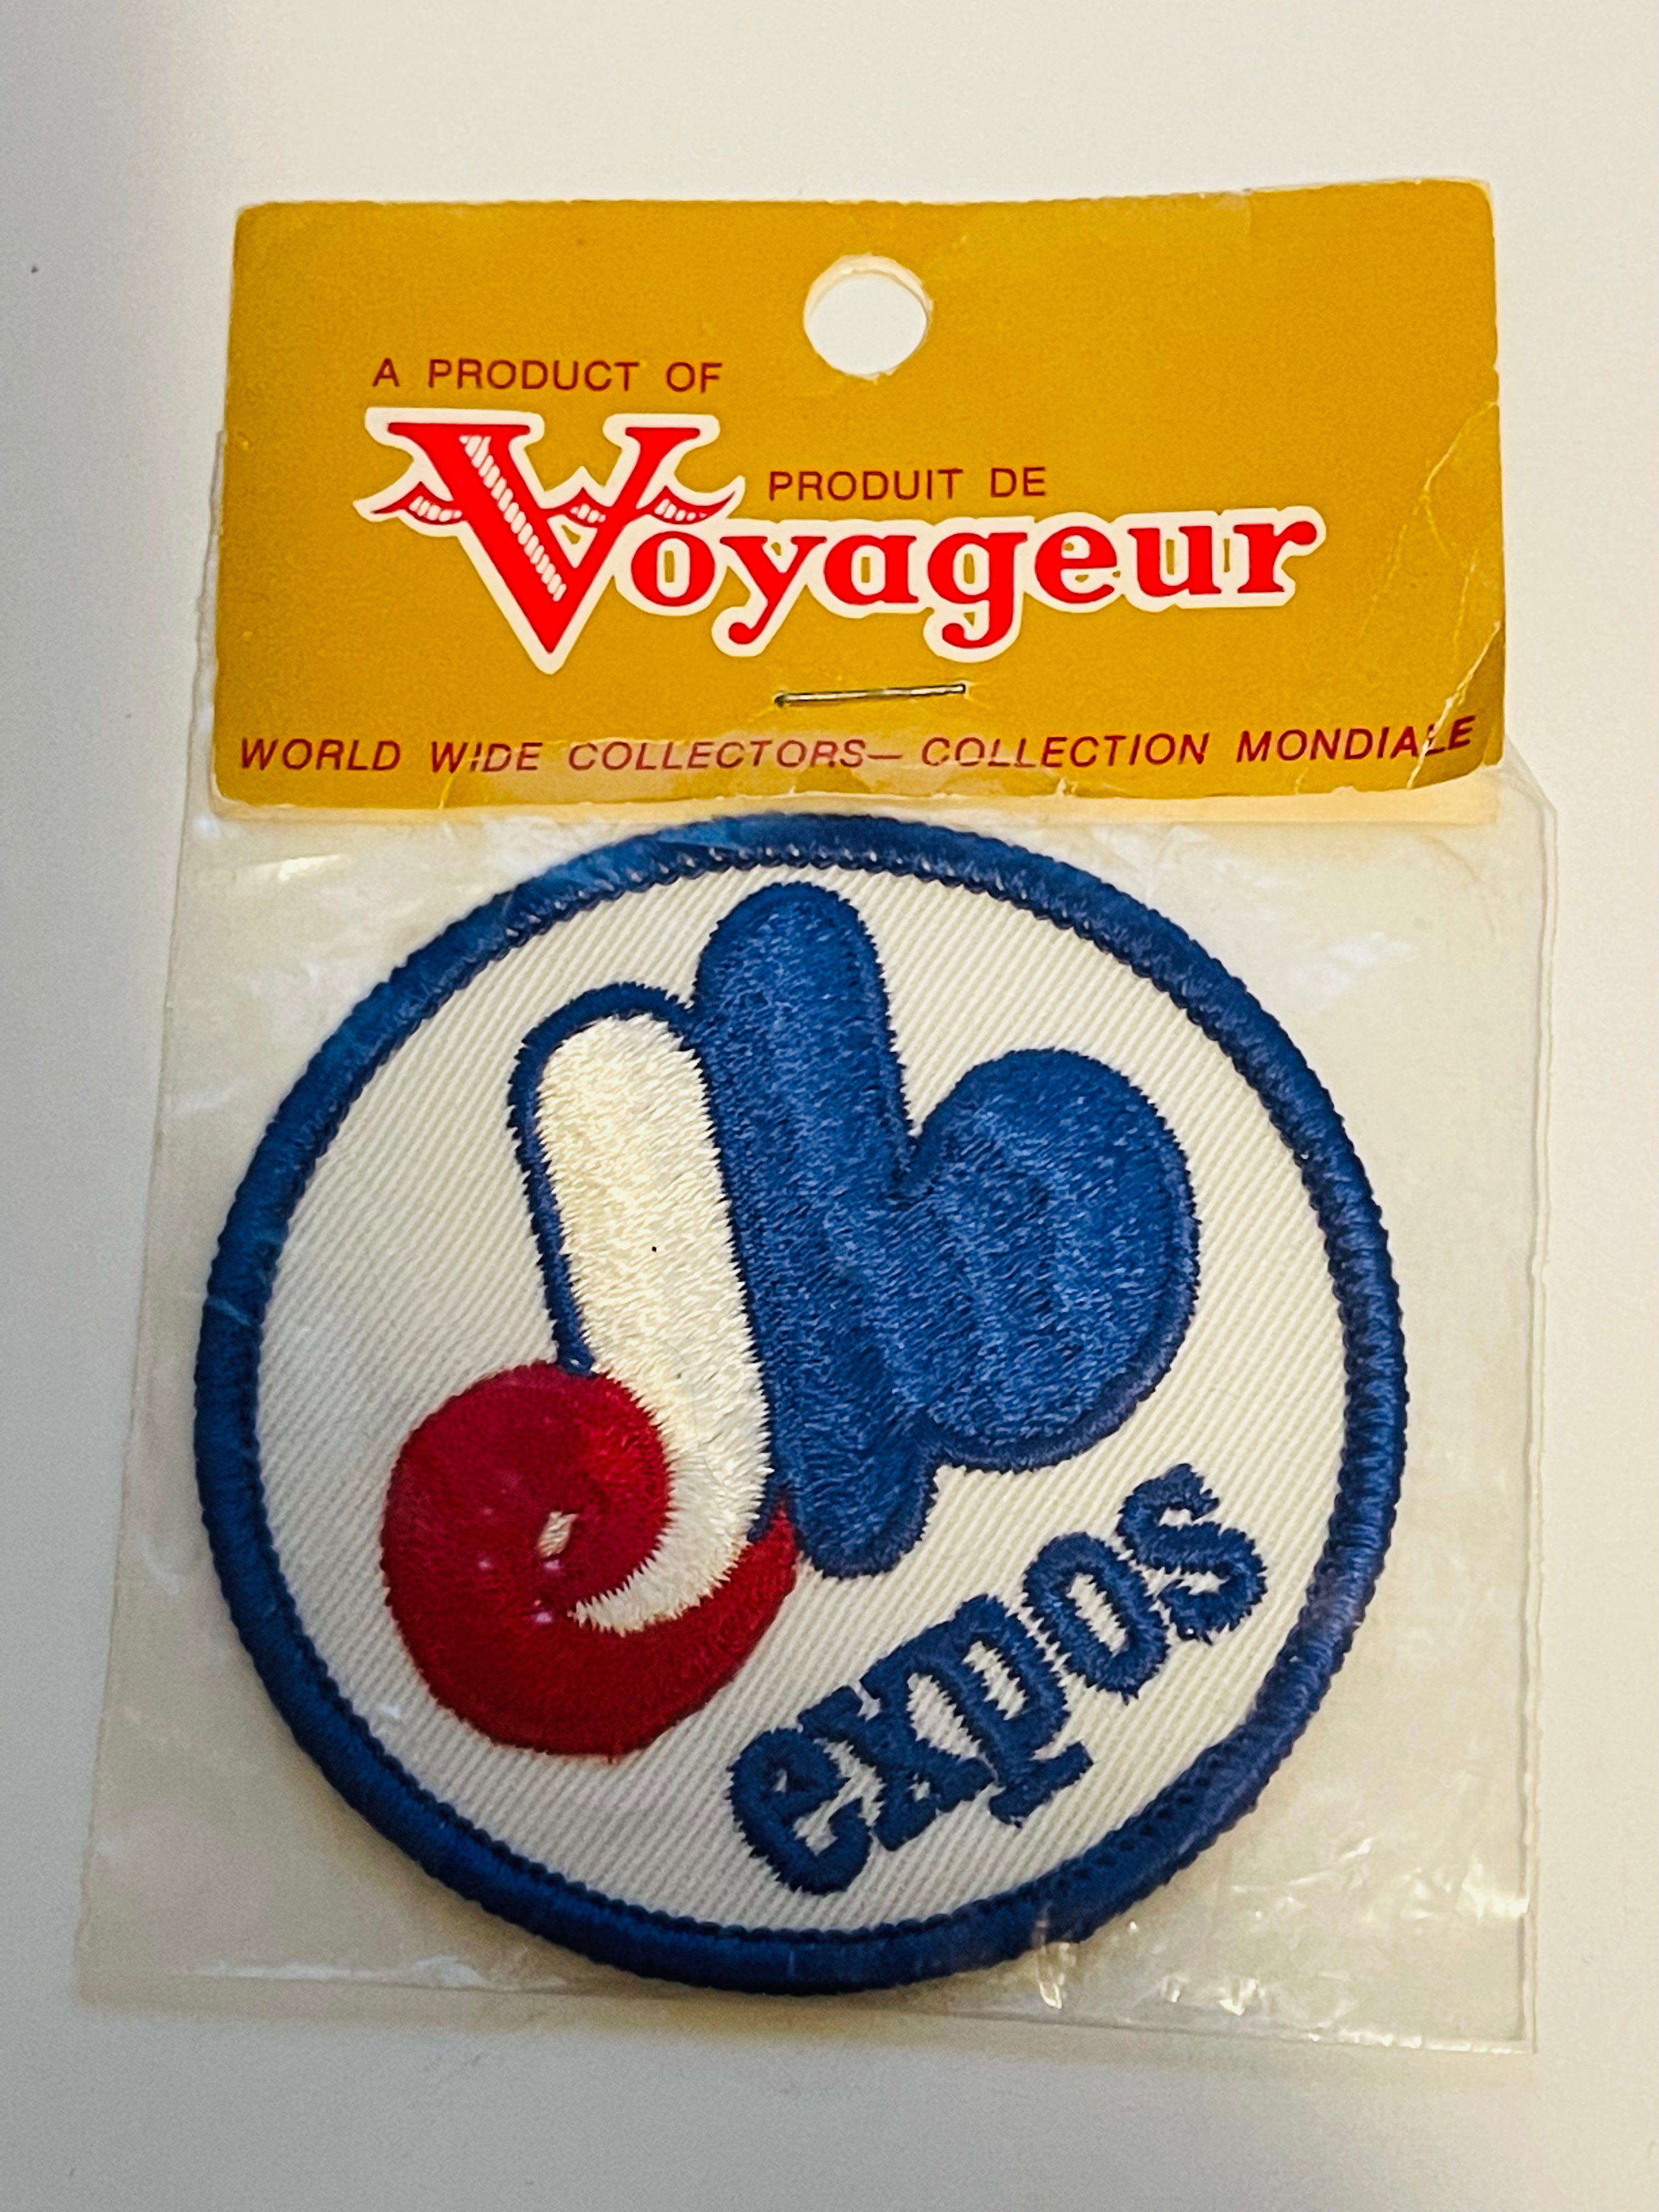 A PRODUCT OF
PRODUIT DE
Voyageur
WORLD WIDE COLLECTORS— COLLECTION MONDIALE
expos